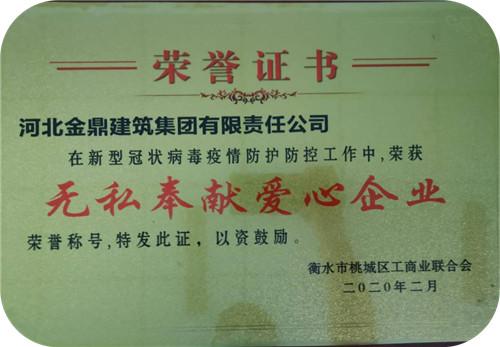 荣誉证书
河北金鼎建筑集团有限责任公司
在新型冠状病毒疫情防护防控工作中,荣获
无私奉献爱心企业
荣誉称号,特发此证，以资鼓励。
衡水市桃城区工商业联合会
二〇二〇年二月